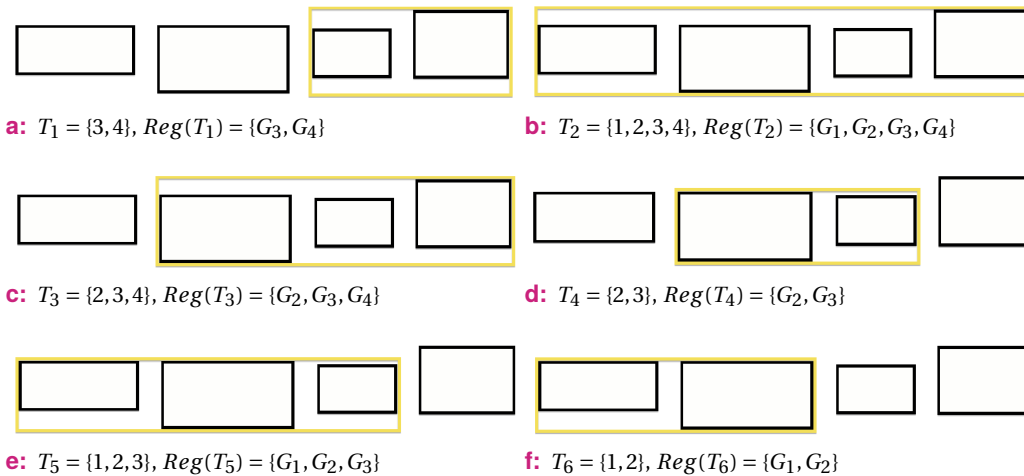 a: T₁ = {3,4}, Reg(T₁) = {G₃,G₄}
b: T₂ = {1,2,3,4}, Reg(T₂) = {G₁,G₂,G₃,G₄}
c: T₃ = {2,3,4}, Reg(T₃) = {G₂,G₃,G₄}
d: T₄ = {2,3}, Reg(T₄) = {G₂,G₃}
e: T₅ = {1,2,3}, Reg(T₅) = {G₁,G₂,G₃}
f: T₆ = {1,2}, Reg(T₆) = {G₁,G₂}